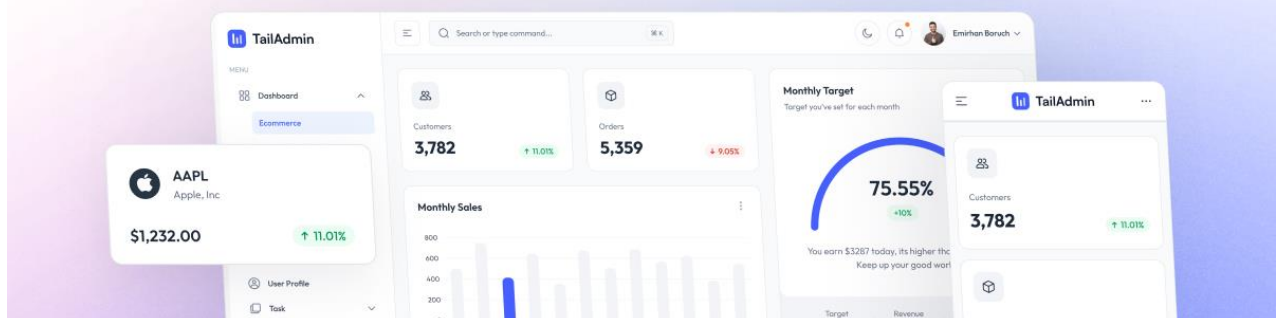 TailAdmin
MENU
Dashboard
Ecommerce
AAPL
Apple, Inc
$1,232.00
↑ 11.01%
User Profile
Task
Search or type command...
⌘ K
Emirhan Boruch
Customers
3,782
↑ 11.01%
Orders
5,359
↓ 9.05%
Monthly Sales
800
600
400
200
Monthly Target
Target you've set for each month
75.55%
+10%
You earn $3287 today, its higher
Keep up your good
Target
Revenue
TailAdmin
Customers
3,782
↑ 11.01%